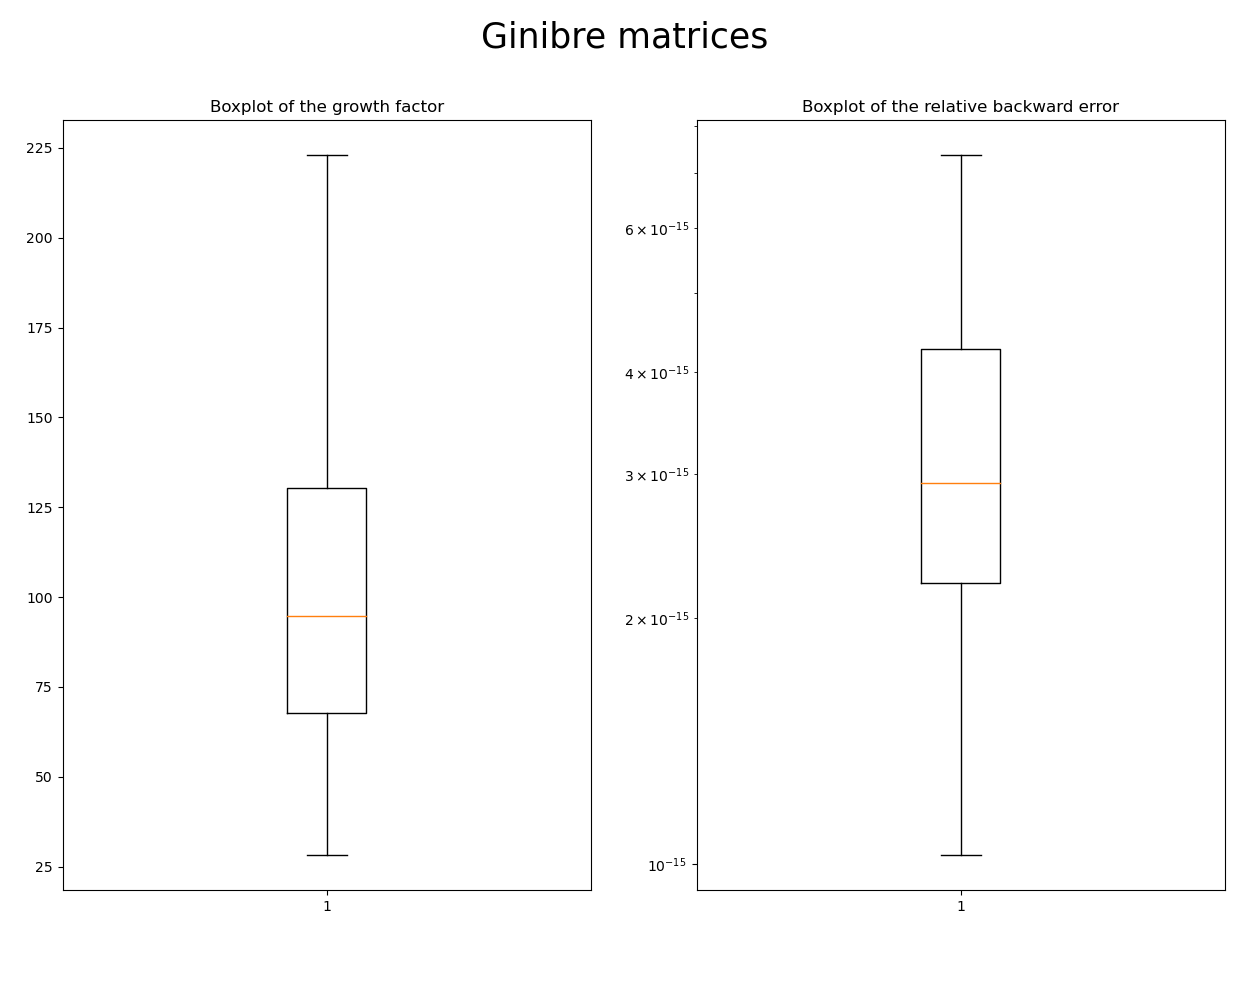 Ginibre matrices
Boxplot of the growth factor
225
200
175
150
125
100
75
50
25
1
Boxplot of the relative backward error
6 × 10⁻¹⁵
4 × 10⁻¹⁵
3 × 10⁻¹⁵
2 × 10⁻¹⁵
10⁻¹⁵
1